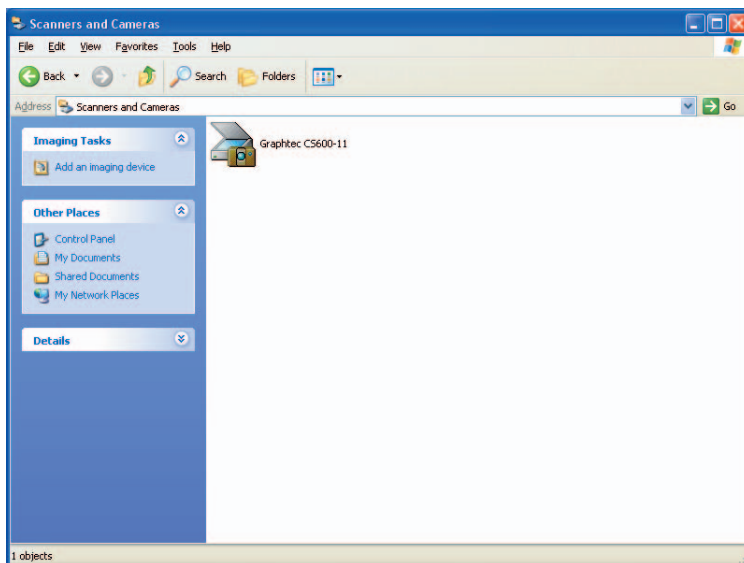 Scanners and Cameras
File Edit View Favorites Tools Help
Back Search Folders
Address Scanners and Cameras Go
Imaging Tasks
Add an imaging device
Other Places
Control Panel
My Documents
Shared Documents
My Network Places
Details
Graphtec CS600-11
1 objects